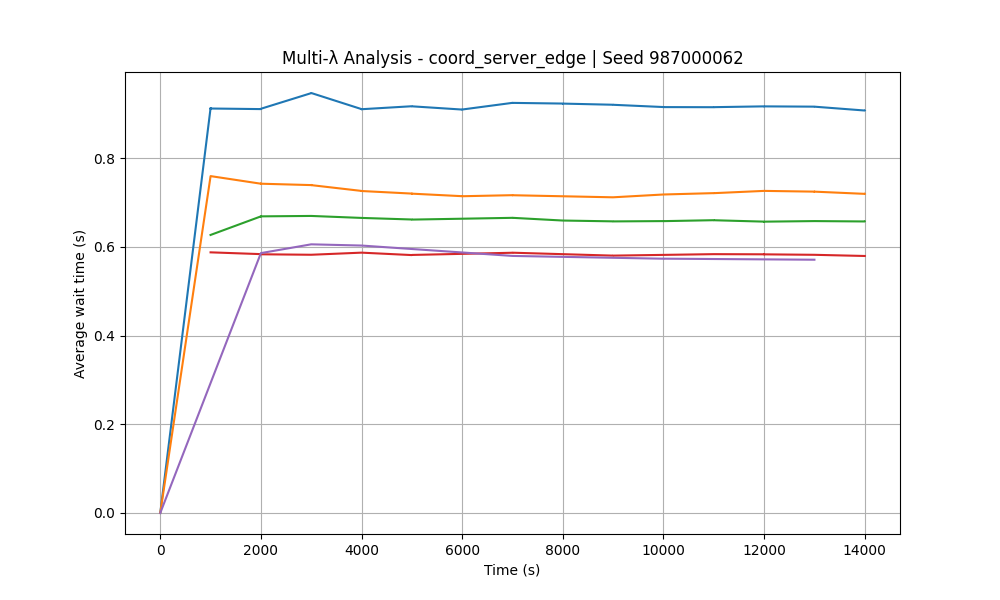 Multi-λ Analysis - coord_server_edge | Seed 987000062
Average wait time (s)
0.8
0.6
0.4
0.2
0.0
0 2000 4000 6000 8000 10000 12000 14000
Time (s)